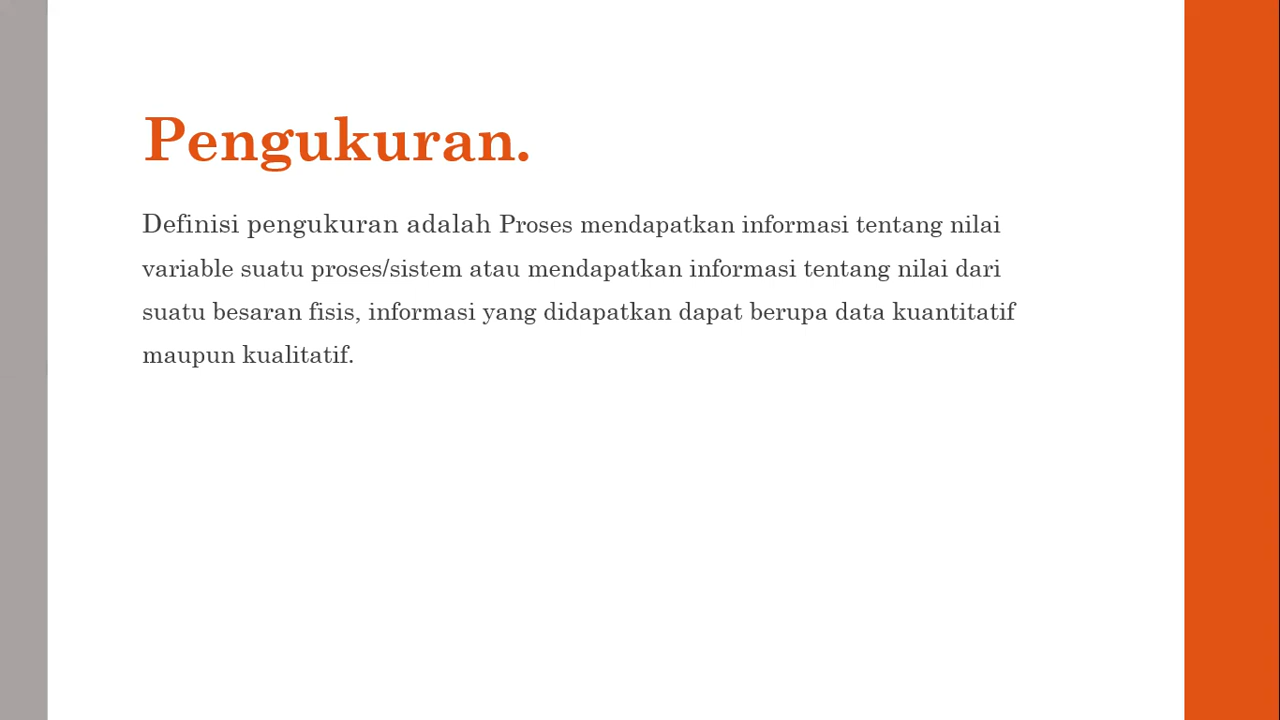 Pengukuran.
Definisi pengukuran adalah Proses mendapatkan informasi tentang nilai
variable suatu proses/sistem atau mendapatkan informasi tentang nilai dari
suatu besaran fisis, informasi yang didapatkan dapat berupa data kuantitatif
maupun kualitatif.